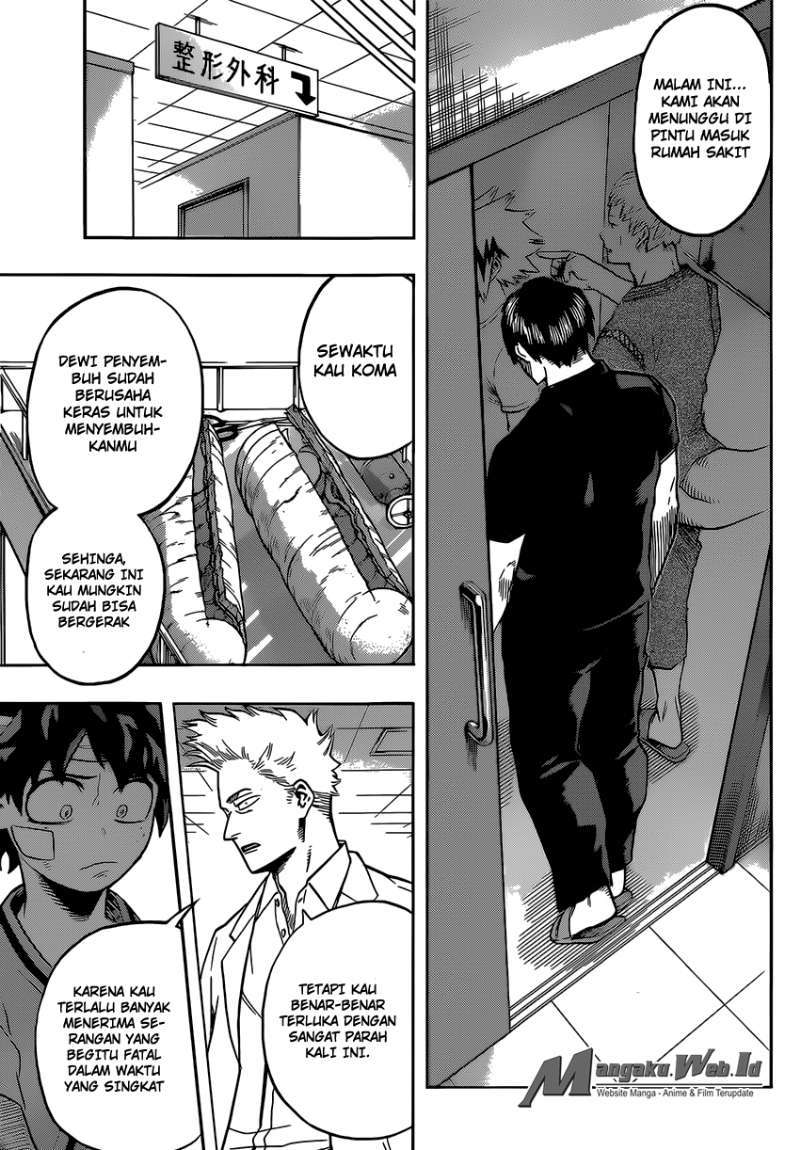 MALAM INI...
KAMI AKAN
MENUNGGU DI
PINTU MASUK
RUMAH SAKIT
整形外科
SEWAKTU
KAU KOMA
DEWI PENYEM-
BUH SUDAH
BERUSAHA
KERAS UNTUK
MENYEMBUH-
KANMU
SEHINGA,
SEKARANG INI
KAU MUNGKIN
SUDAH BISA
BERGERAK
TETAPI KAU
BENAR-BENAR
TERLUKA DENGAN
SANGAT PARAH
KALI INI.
KARENA KAU
TERLALU BANYAK
MENERIMA SE-
RANGAN YANG
BEGITU FATAL
DALAM WAKTU
YANG SINGKAT
Mangaku.Web.Id
Website Manga - Anime & Film Terupdate